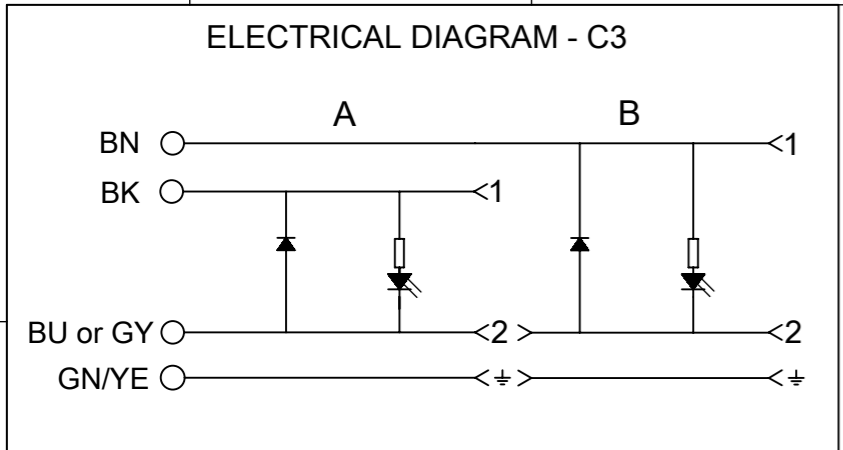 ELECTRICAL DIAGRAM - C3
A B
BN 1
BK 1
BU or GY 2 2
GN/YE